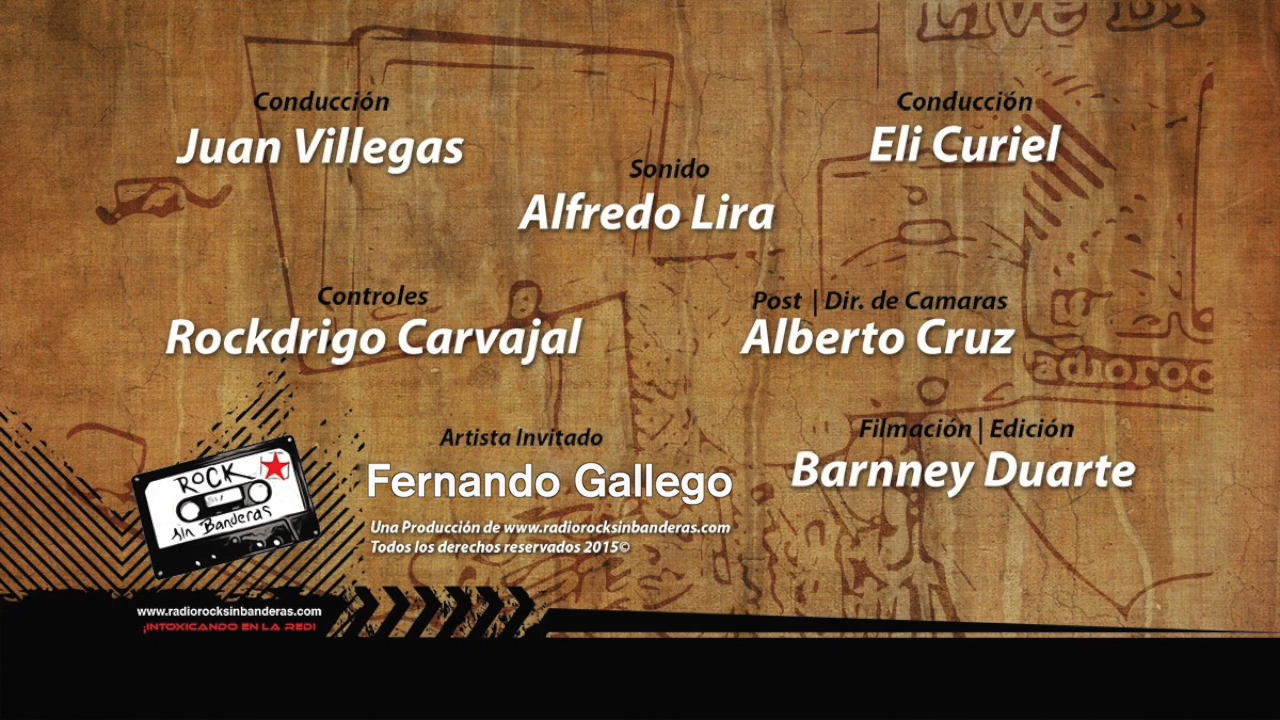 Live
Conducción
Juan Villegas
Conducción
Eli Curiel
Sonido
Alfredo Lira
Controles
Rockdrigo Carvajal
Post | Dir. de Camaras
Alberto Cruz
adioroc
Artista Invitado
Fernando Gallego
Filmación | Edición
Barnney Duarte
Una Producción de www.radiorocksinbanderas.com
Todos los derechos reservados 2015©
ROCK
Sin Banderas
www.radiorocksinbanderas.com
¡INTOXICANDO EN LA RED!